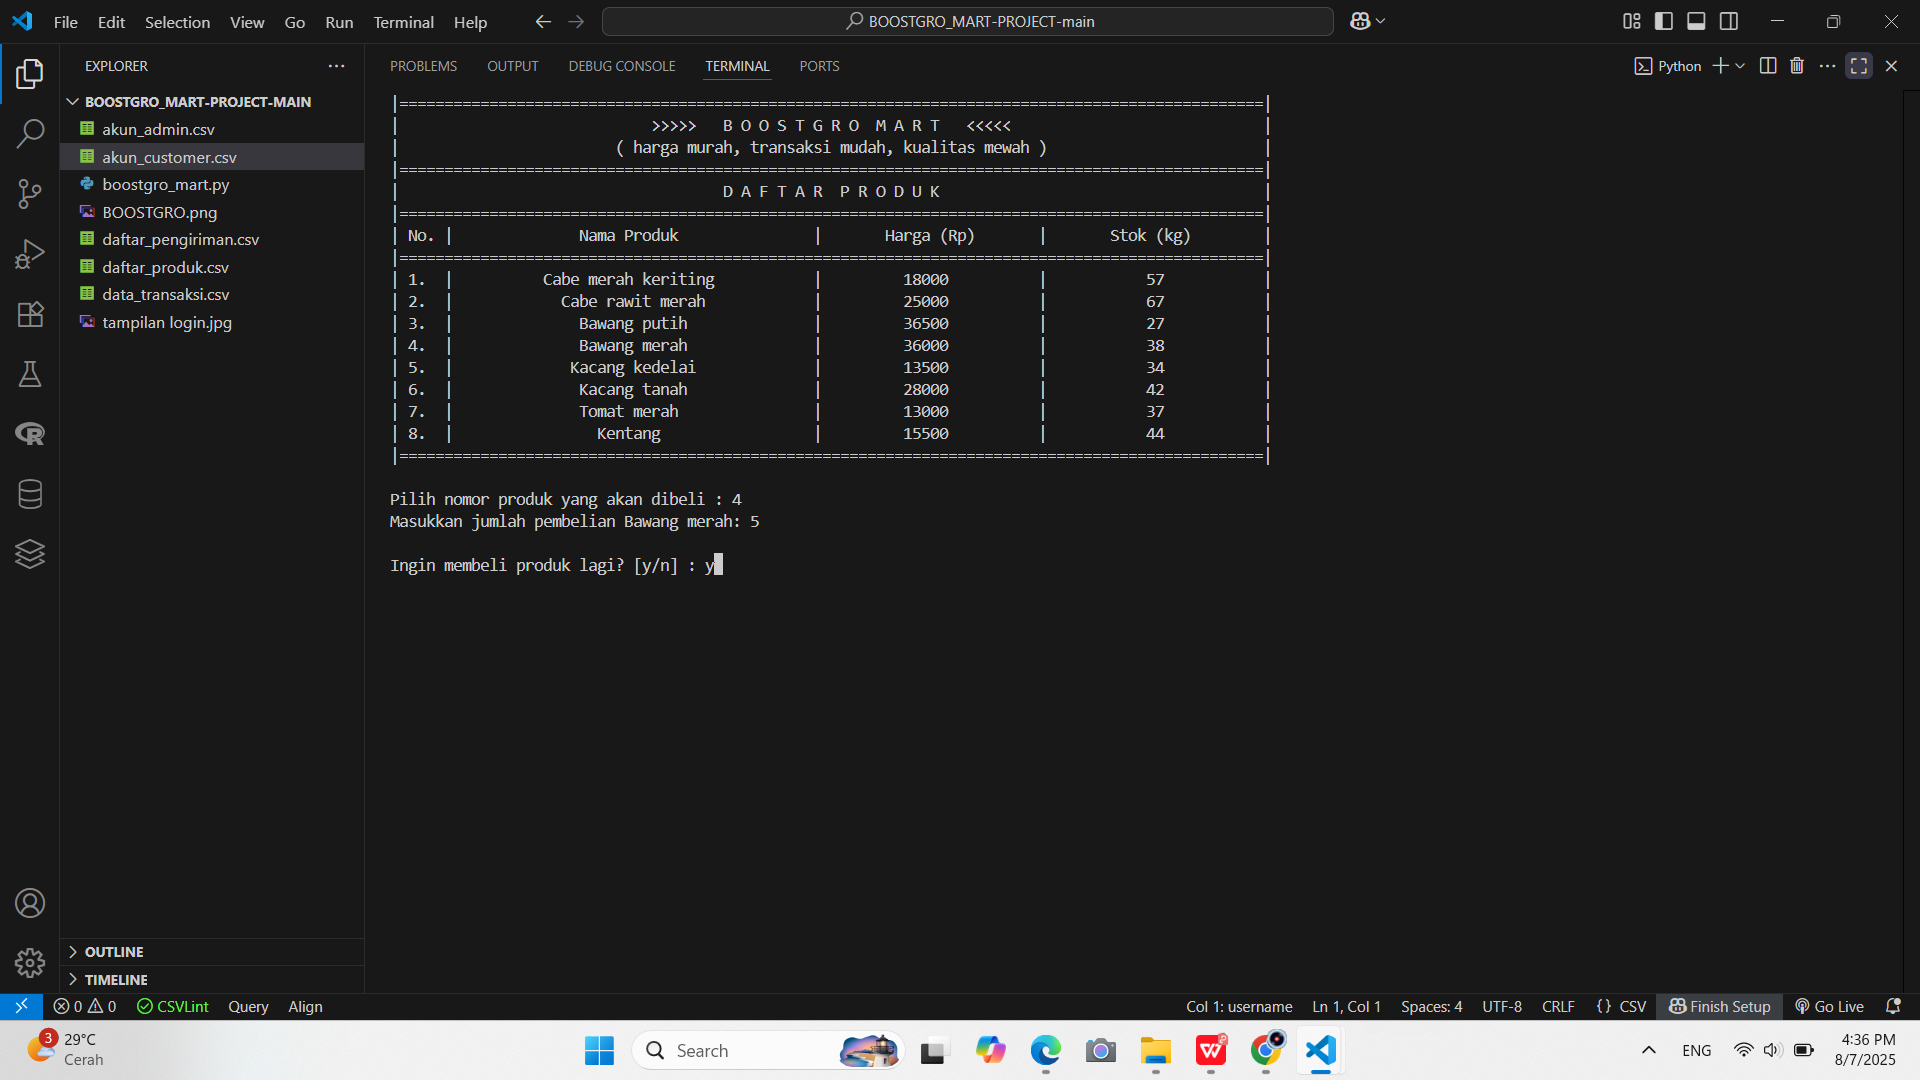 File Edit Selection View Go Run Terminal Help
BOOSTGRO_MART-PROJECT-main
EXPLORER
BOOSTGRO_MART-PROJECT-MAIN
akun_admin.csv
akun_customer.csv
boostgro_mart.py
BOOSTGRO.png
daftar_pengiriman.csv
daftar_produk.csv
data_transaksi.csv
tampilan login.jpg
OUTLINE
TIMELINE
PROBLEMS OUTPUT DEBUG CONSOLE TERMINAL PORTS
Python
|================================================================================================|
| >>>>> B O O S T G R O M A R T <<<<< |
| ( harga murah, transaksi mudah, kualitas mewah ) |
|================================================================================================|
| D A F T A R P R O D U K |
|================================================================================================|
| No. | Nama Produk | Harga (Rp) | Stok (kg) |
|================================================================================================|
| 1. | Cabe merah keriting | 18000 | 57 |
| 2. | Cabe rawit merah | 25000 | 67 |
| 3. | Bawang putih | 36500 | 27 |
| 4. | Bawang merah | 36000 | 38 |
| 5. | Kacang kedelai | 13500 | 34 |
| 6. | Kacang tanah | 28000 | 42 |
| 7. | Tomat merah | 13000 | 37 |
| 8. | Kentang | 15500 | 44 |
|================================================================================================|
Pilih nomor produk yang akan dibeli : 4
Masukkan jumlah pembelian Bawang merah: 5
Ingin membeli produk lagi? [y/n] : y
0 0 CSVLint Query Align
Col 1: username Ln 1, Col 1 Spaces: 4 UTF-8 CRLF {} CSV Finish Setup Go Live
3 29°C
Cerah
Search
ENG
4:36 PM
8/7/2025